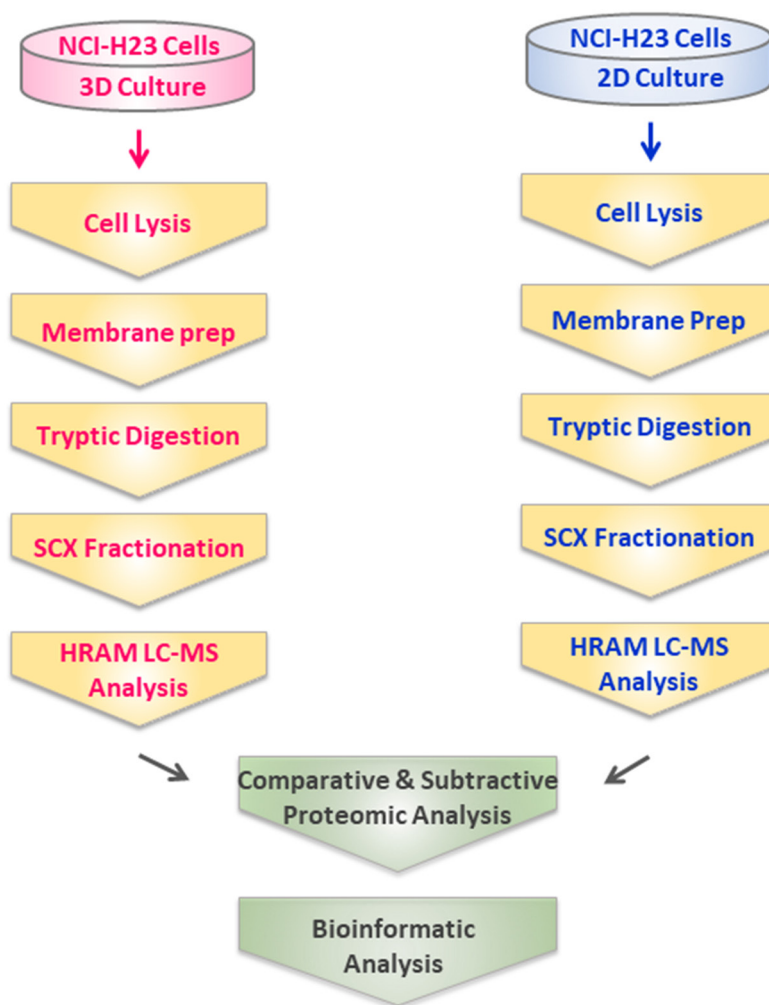 NCI-H23 Cells
3D Culture
Cell Lysis
Membrane prep
Tryptic Digestion
SCX Fractionation
HRAM LC-MS
Analysis
NCI-H23 Cells
2D Culture
Cell Lysis
Membrane Prep
Tryptic Digestion
SCX Fractionation
HRAM LC-MS
Analysis
Comparative & Subtractive
Proteomic Analysis
Bioinformatic
Analysis